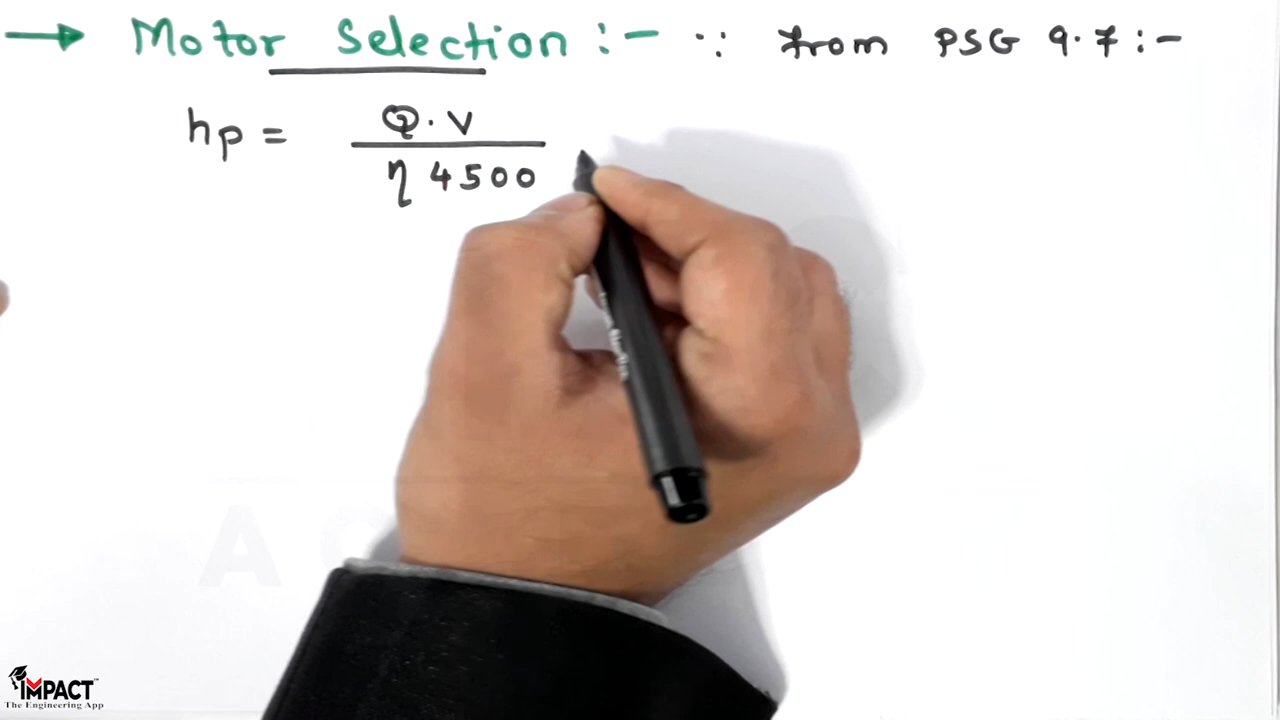 → Motor Selection :- ∵ from PSG 9.7 :-
hp = Q.V / η 4500
IMPACT
The Engineering App